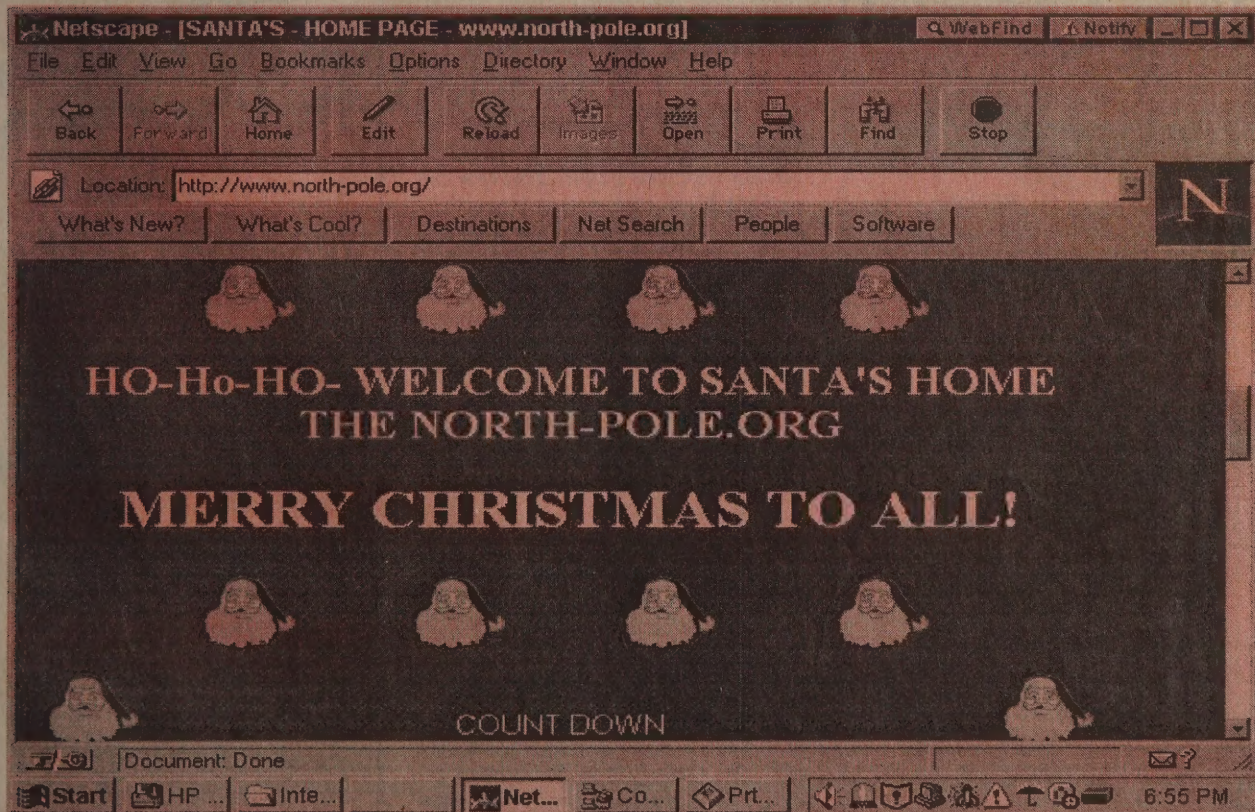 Netscape - [SANTA'S - HOME PAGE - www.north-pole.org] WebFind Notify
File Edit View Go Bookmarks Options Directory Window Help
Back Forward Home Edit Reload Images Open Print Find Stop
Location: http://www.north-pole.org/
N
What's New? What's Cool? Destinations Net Search People Software
HO-Ho-HO- WELCOME TO SANTA'S HOME
THE NORTH-POLE.ORG
MERRY CHRISTMAS TO ALL!
COUNT DOWN
Document: Done
Start HP ... Inte... Net... Co... Prt... 6:55 PM